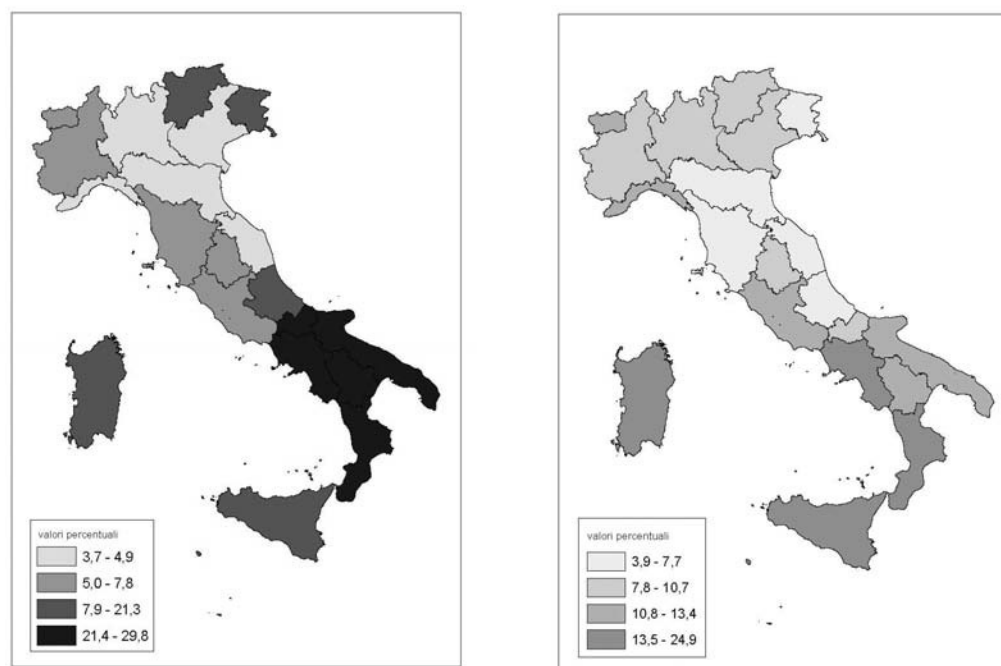 valori percentuali
3,7 - 4,9
5,0 - 7,8
7,9 - 21,3
21,4 - 29,8
valori percentuali
3,9 - 7,7
7,8 - 10,7
10,8 - 13,4
13,5 - 24,9